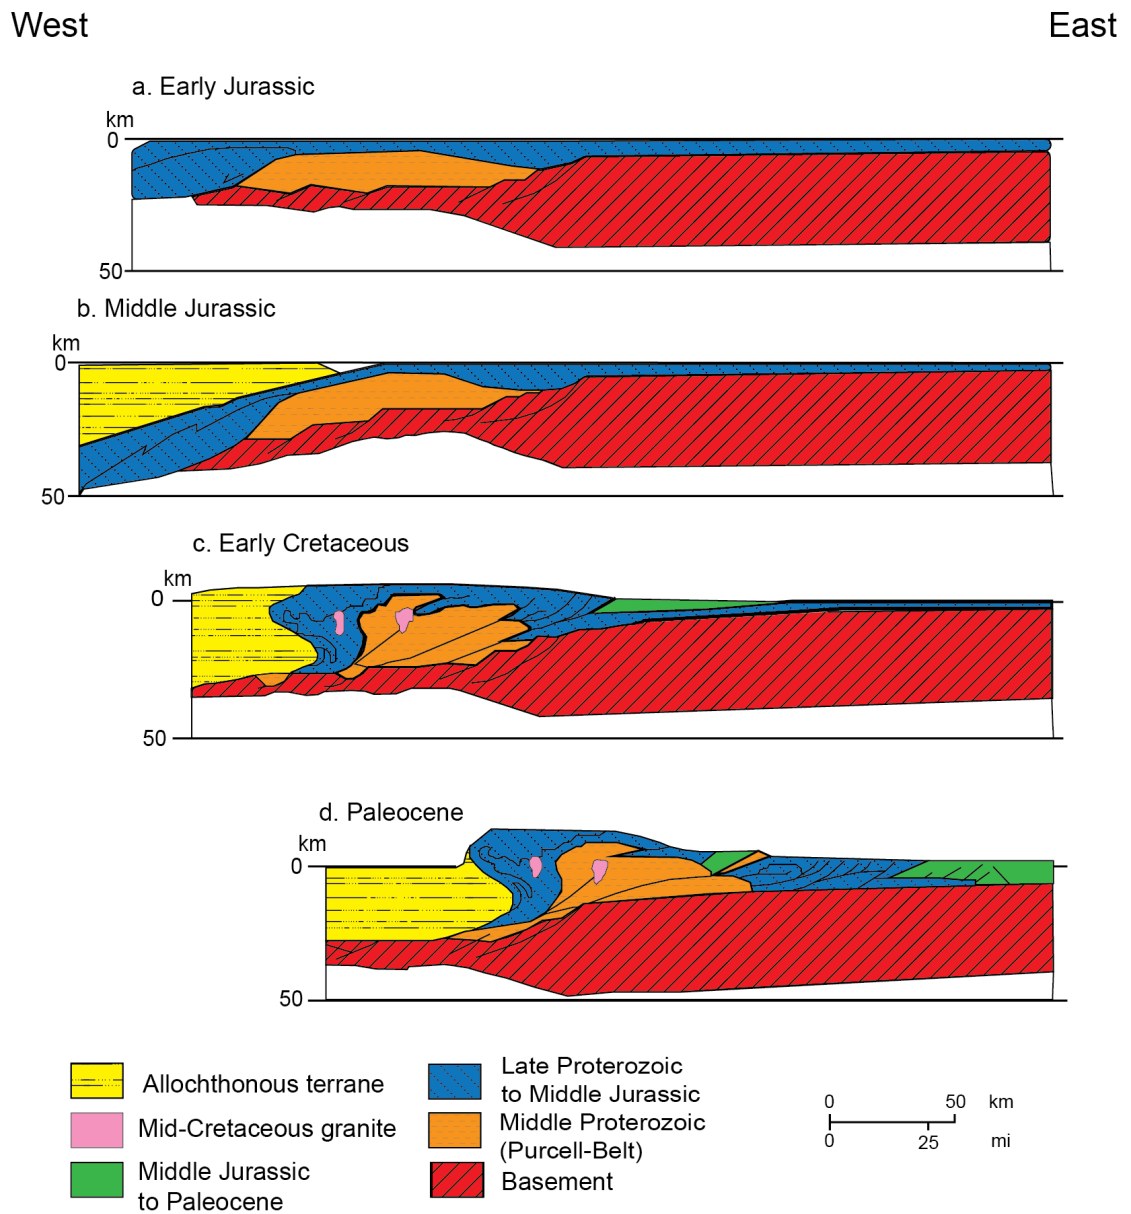 West
East
a. Early Jurassic
km
0
50
b. Middle Jurassic
km
0
50
c. Early Cretaceous
km
0
50
d. Paleocene
km
0
50
Allochthonous terrane
Mid-Cretaceous granite
Middle Jurassic
to Paleocene
Late Proterozoic
to Middle Jurassic
Middle Proterozoic
(Purcell-Belt)
Basement
0 50 km
0 25 mi